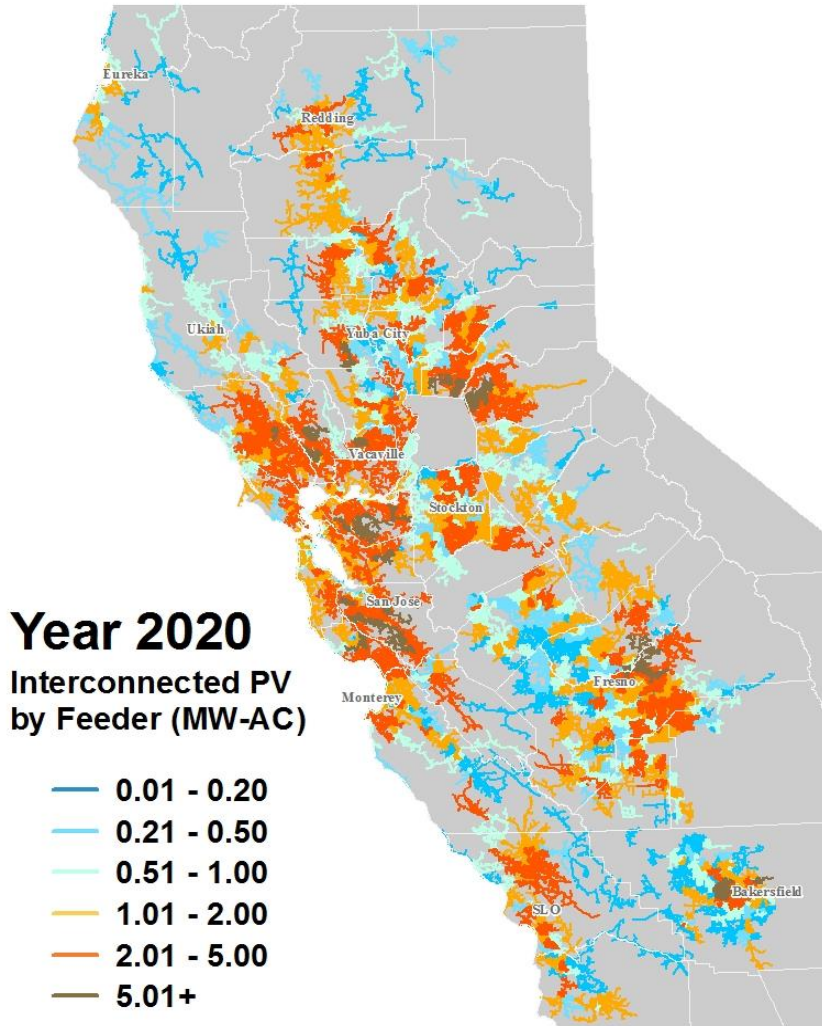 Eureka
Redding
Ukiah
Yuba City
Vacaville
Stockton
San Jose
Monterey
Fresno
SLO
Bakersfield
Year 2020
Interconnected PV
by Feeder (MW-AC)
0.01 - 0.20
0.21 - 0.50
0.51 - 1.00
1.01 - 2.00
2.01 - 5.00
5.01+